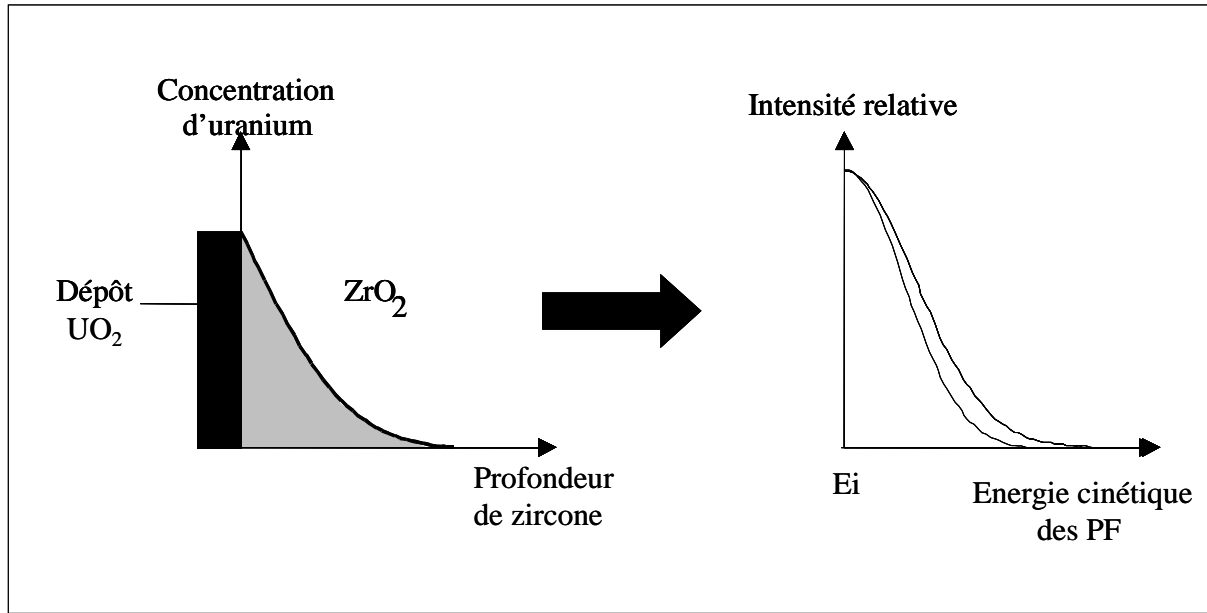 Concentration
d'uranium
Dépôt
UO₂
ZrO₂
Profondeur
de zircone
Intensité relative
Ei
Energie cinétique
des PF